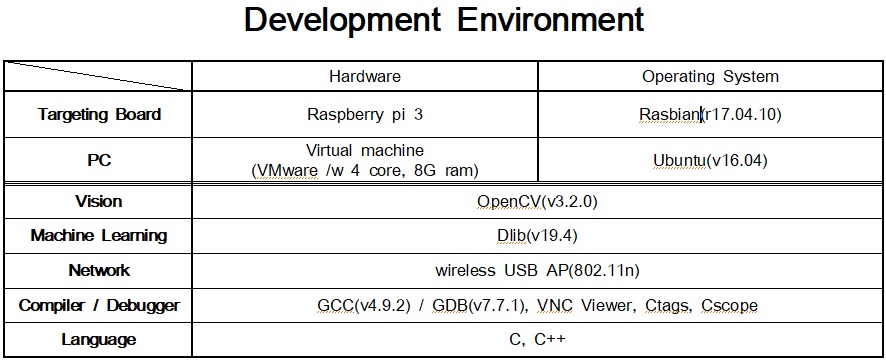 Development Environment
Hardware Operating System
Targeting Board Raspberry pi 3 Rasbian(r17.04.10)
PC Virtual machine
(VMware /w 4 core, 8G ram) Ubuntu(v16.04)
Vision OpenCV(v3.2.0)
Machine Learning Dlib(v19.4)
Network wireless USB AP(802.11n)
Compiler / Debugger GCC(v4.9.2) / GDB(v7.7.1), VNC Viewer, Ctags, Cscope
Language C, C++